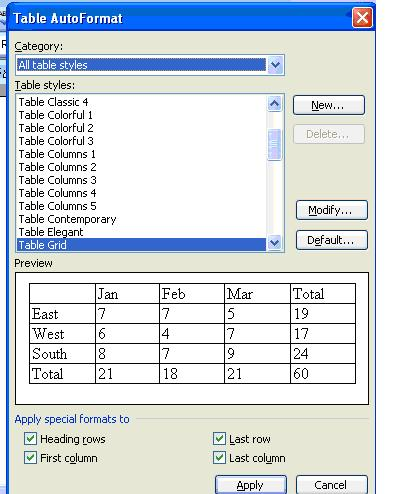 Table AutoFormat
Category:
All table styles
Table styles:
Table Classic 4
Table Colorful 1
Table Colorful 2
Table Colorful 3
Table Columns 1
Table Columns 2
Table Columns 3
Table Columns 4
Table Columns 5
Table Contemporary
Table Elegant
Table Grid
New...
Delete...
Modify...
Default...
Preview
Jan Feb Mar Total
East 7 7 5 19
West 6 4 7 17
South 8 7 9 24
Total 21 18 21 60
Apply special formats to
Heading rows Last row
First column Last column
Apply Cancel